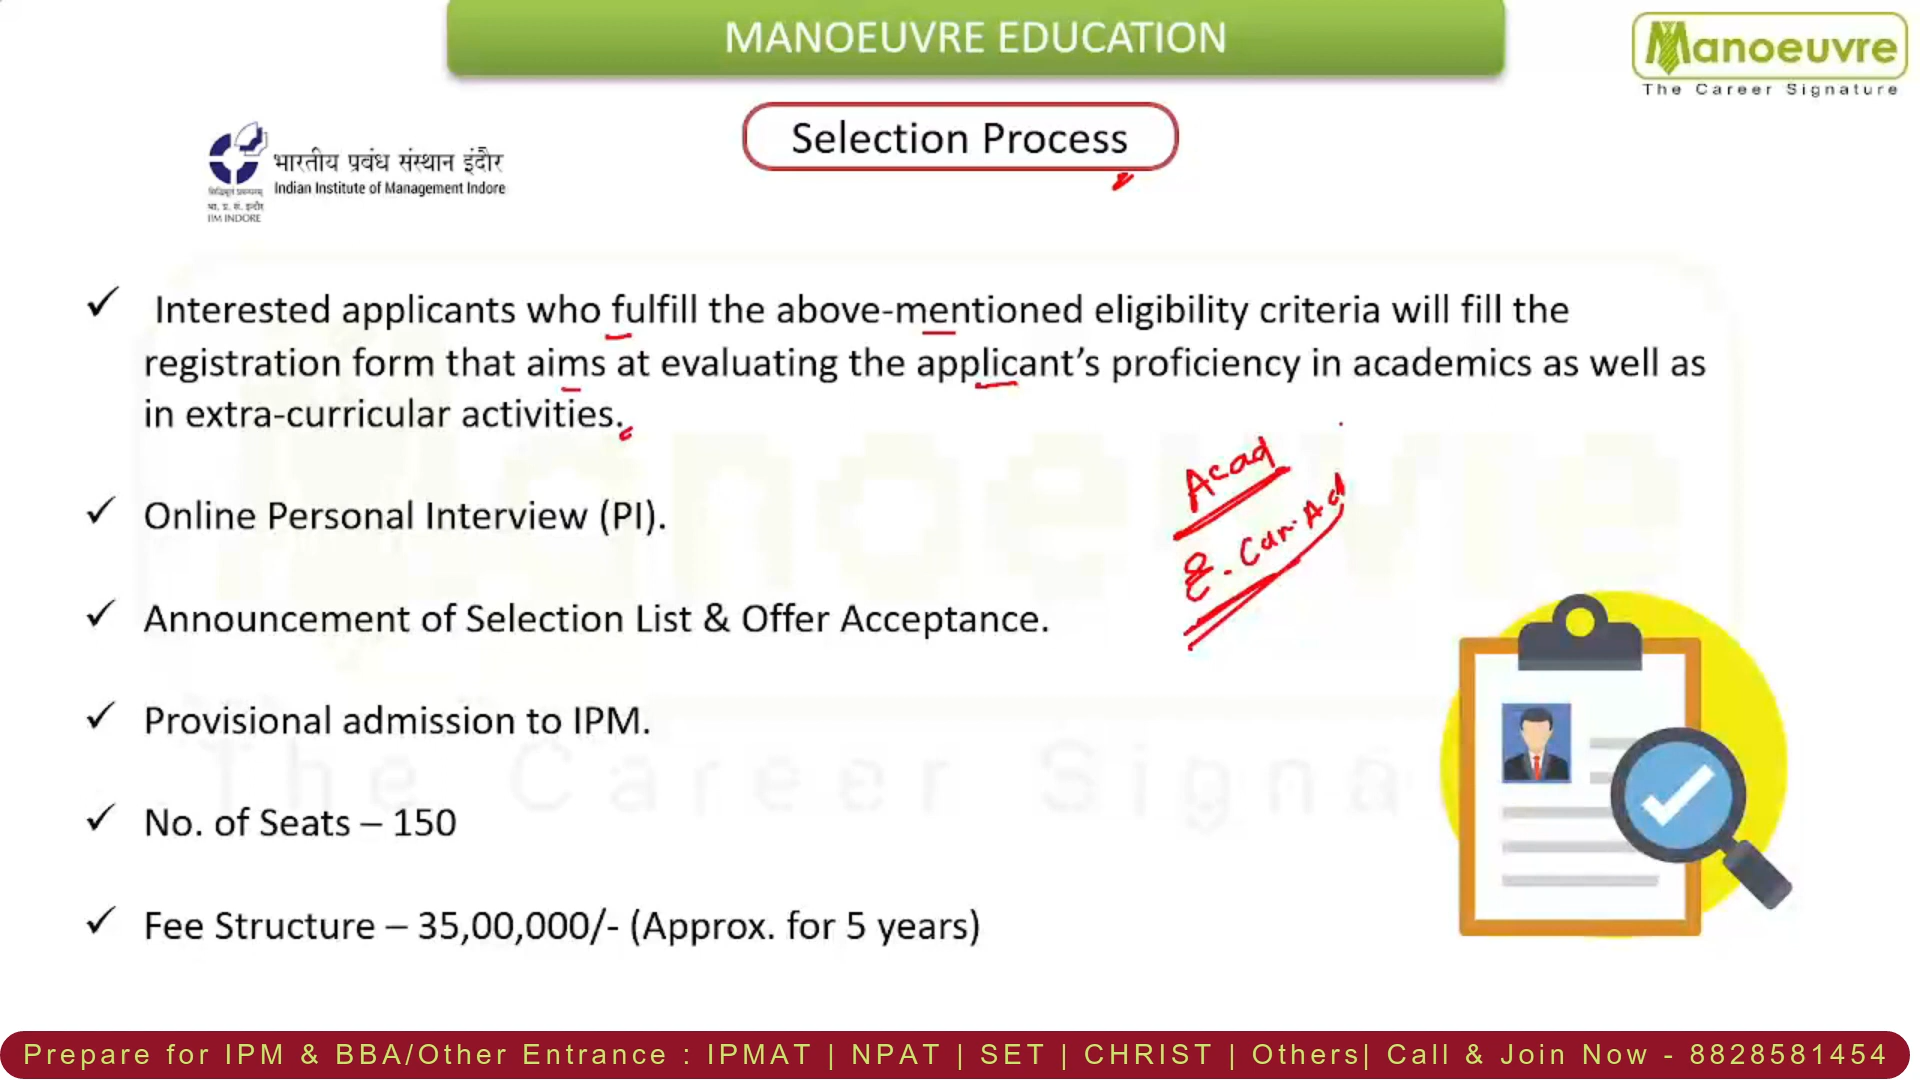 MANOEUVRE EDUCATION
Manoeuvre
The Career Signature
Selection Process
भारतीय प्रबंध संस्थान इंदौर
Indian Institute of Management Indore
भा. प्र. सं. इन्दौर
IIM INDORE
✓ Interested applicants who fulfill the above-mentioned eligibility criteria will fill the
registration form that aims at evaluating the applicant’s proficiency in academics as well as
in extra-curricular activities.
Acad
✓ Online Personal Interview (PI).
E. Curr. Ad
✓ Announcement of Selection List & Offer Acceptance.
✓ Provisional admission to IPM.
✓ No. of Seats – 150
✓ Fee Structure – 35,00,000/- (Approx. for 5 years)
Prepare for IPM & BBA/Other Entrance : IPMAT | NPAT | SET | CHRIST | Others| Call & Join Now - 8828581454